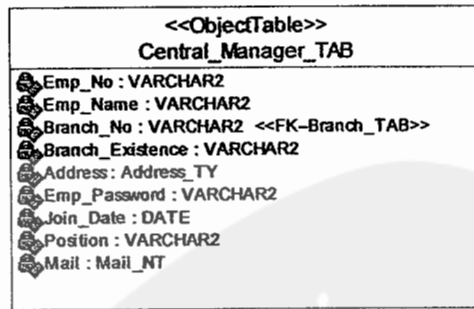 <<ObjectTable>>
Central_Manager_TAB
Emp_No : VARCHAR2
Emp_Name : VARCHAR2
Branch_No : VARCHAR2 <<FK–Branch_TAB>>
Branch_Existence : VARCHAR2
Address : Address_TY
Emp_Password : VARCHAR2
Join_Date : DATE
Position : VARCHAR2
Mail : Mail_NT